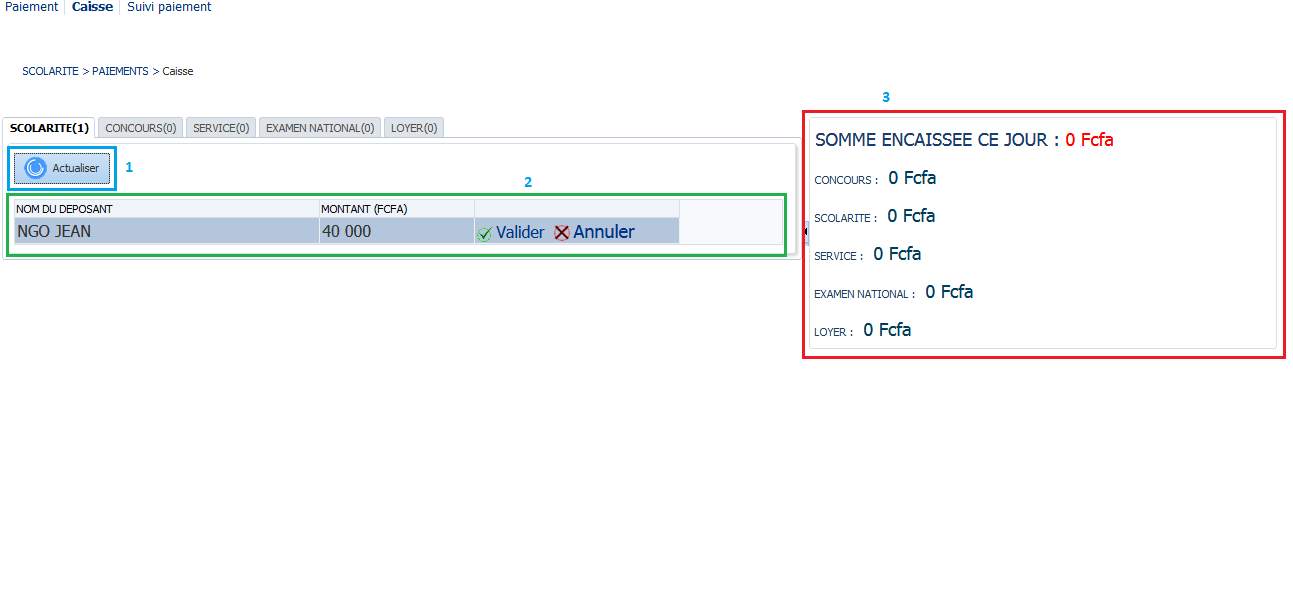 Paiement Caisse Suivi paiement
SCOLARITE > PAIEMENTS > Caisse
SCOLARITE(1) CONCOURS(0) SERVICE(0) EXAMEN NATIONAL(0) LOYER(0)
Actualiser 1
2
NOM DU DEPOSANT MONTANT (FCFA)
NGO JEAN 40 000 Valider Annuler
3
SOMME ENCAISSEE CE JOUR : 0 Fcfa
CONCOURS : 0 Fcfa
SCOLARITE : 0 Fcfa
SERVICE : 0 Fcfa
EXAMEN NATIONAL : 0 Fcfa
LOYER : 0 Fcfa